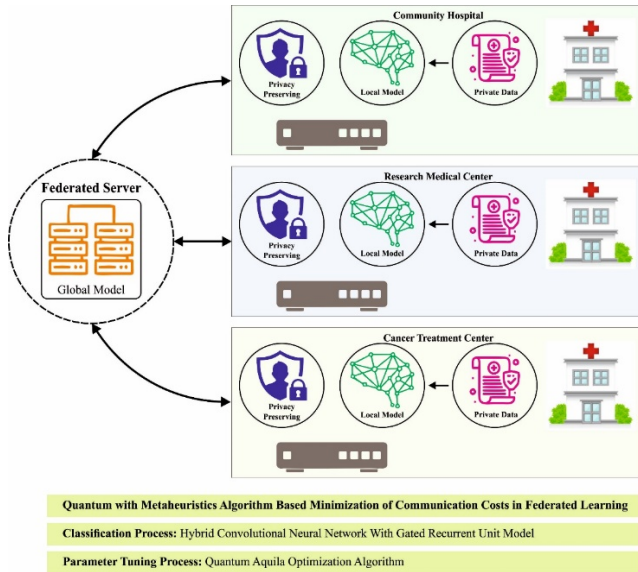 Community Hospital
Privacy
Preserving
Local Model
Private Data
Federated Server
Global Model
Research Medical Center
Privacy
Preserving
Local Model
Private Data
Cancer Treatment Center
Privacy
Preserving
Local Model
Private Data
Quantum with Metaheuristics Algorithm Based Minimization of Communication Costs in Federated Learning
Classification Process: Hybrid Convolutional Neural Network With Gated Recurrent Unit Model
Parameter Tuning Process: Quantum Aquila Optimization Algorithm